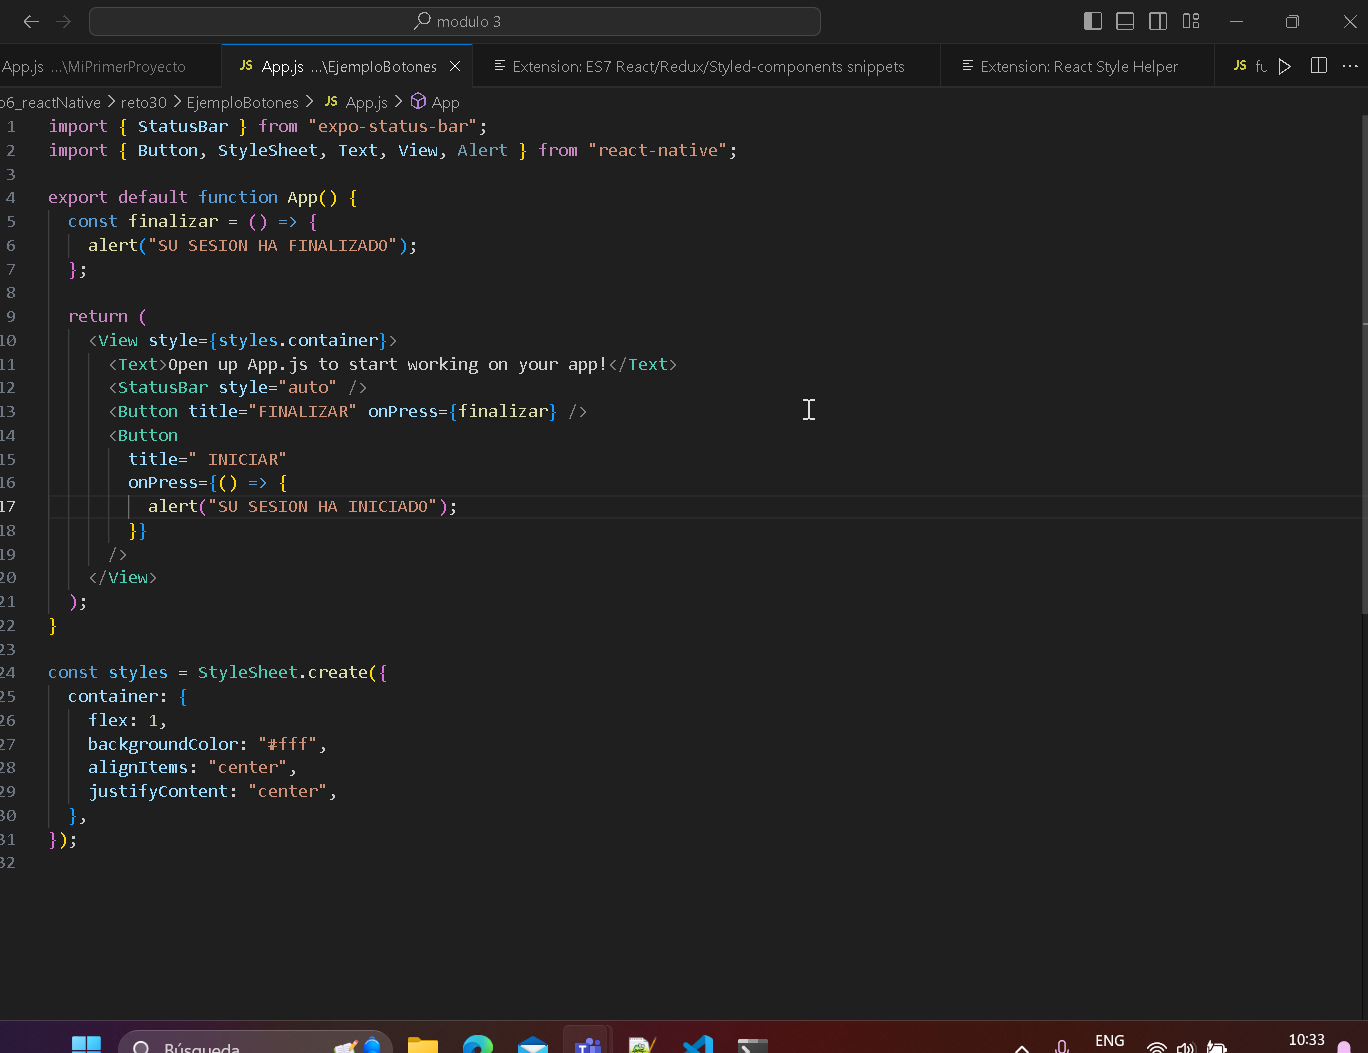 modulo 3
App.js ...\MiPrimerProyecto
JS App.js ...\EjemploBotones
Extension: ES7 React/Redux/Styled-components snippets
Extension: React Style Helper
JS
06_reactNative > reto30 > EjemploBotones > JS App.js > App
1 import { StatusBar } from "expo-status-bar";
2 import { Button, StyleSheet, Text, View, Alert } from "react-native";
3
4 export default function App() {
5   const finalizar = () => {
6     alert("SU SESION HA FINALIZADO");
7   };
8
9   return (
10     <View style={styles.container}>
11       <Text>Open up App.js to start working on your app!</Text>
12       <StatusBar style="auto" />
13       <Button title="FINALIZAR" onPress={finalizar} />
14       <Button
15         title=" INICIAR"
16         onPress={() => {
17           alert("SU SESION HA INICIADO");
18         }}
19       />
20     </View>
21   );
22 }
23
24 const styles = StyleSheet.create({
25   container: {
26     flex: 1,
27     backgroundColor: "#fff",
28     alignItems: "center",
29     justifyContent: "center",
30   },
31 });
32
Búsqueda
ENG
10:33